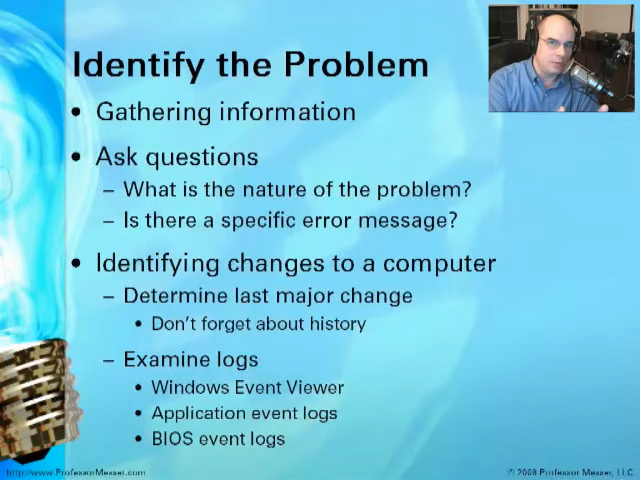 Identify the Problem
• Gathering information
• Ask questions
– What is the nature of the problem?
– Is there a specific error message?
• Identifying changes to a computer
– Determine last major change
• Don't forget about history
– Examine logs
• Windows Event Viewer
• Application event logs
• BIOS event logs
http://www.ProfessorMesser.com
© 2008 Professor Messer, LLC